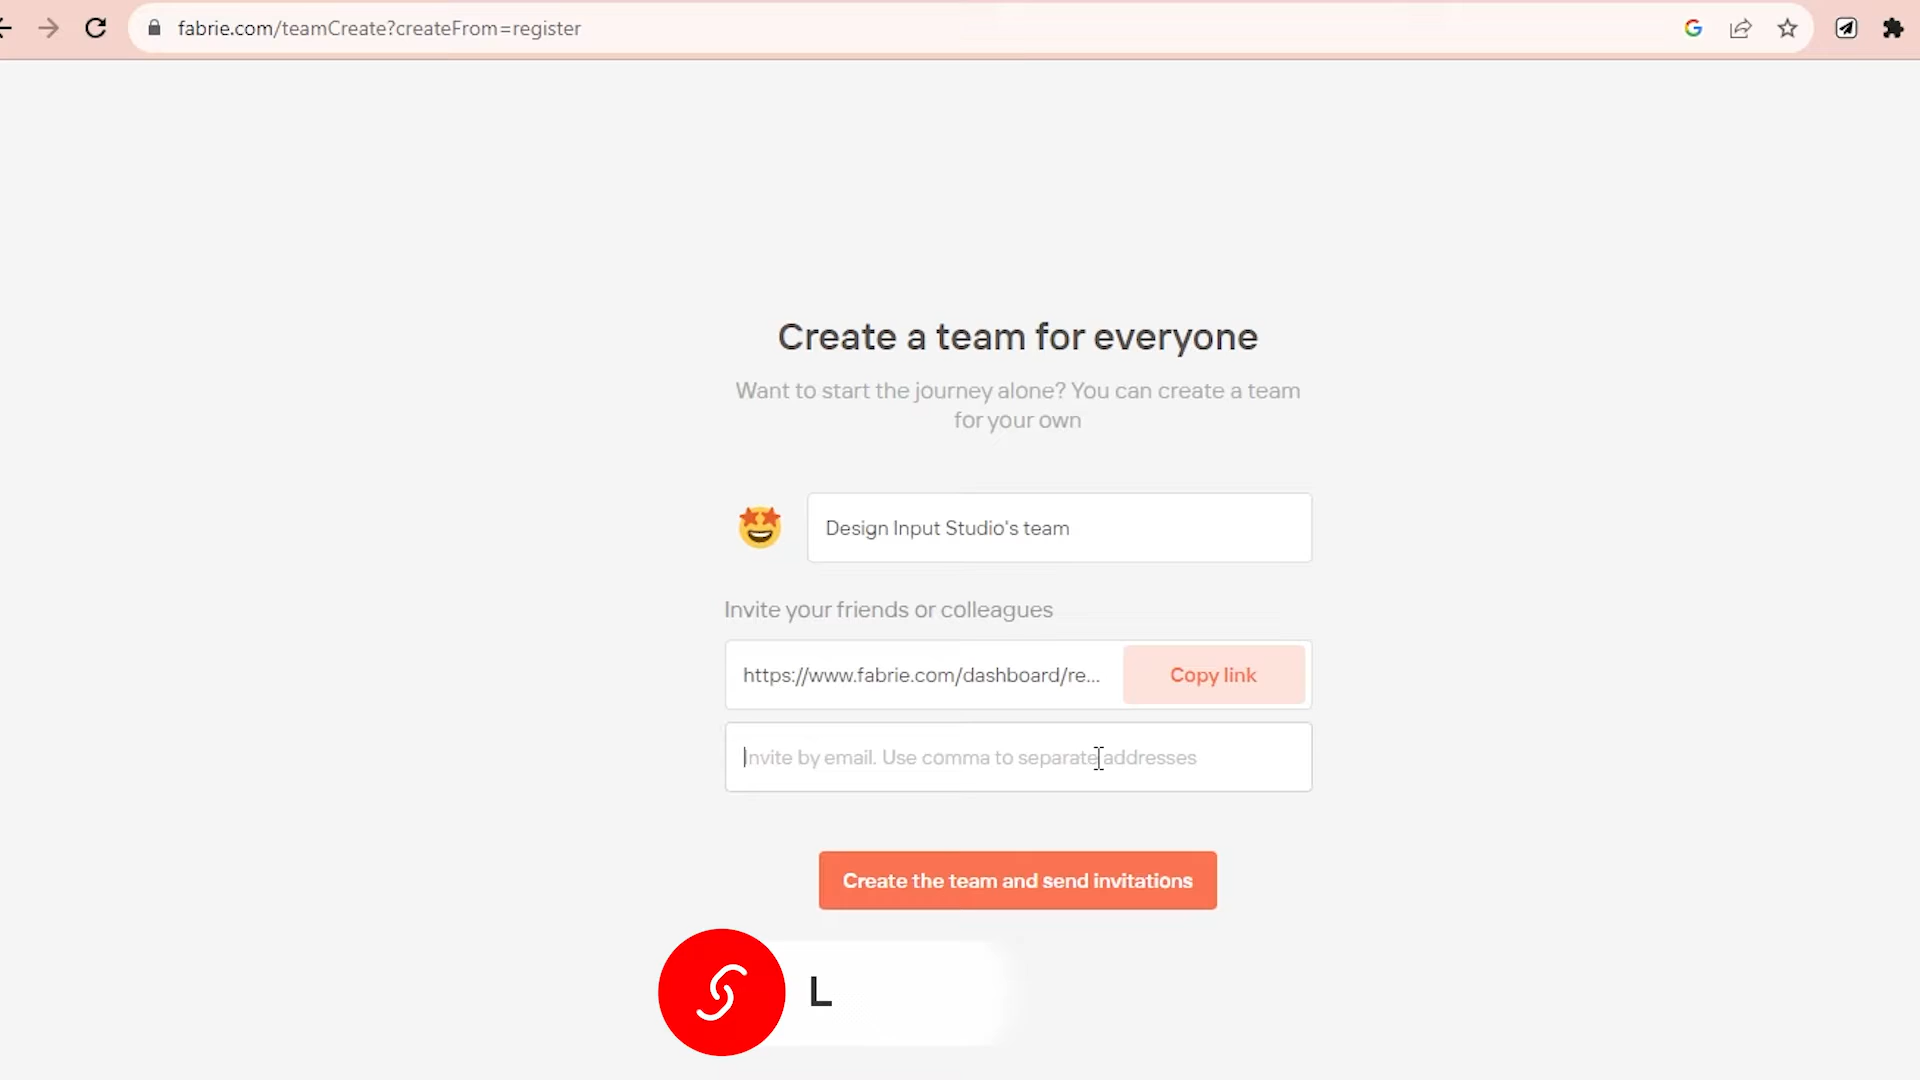 fabrie.com/teamCreate?createFrom=register
Create a team for everyone
Want to start the journey alone? You can create a team
for your own
Design Input Studio's team
Invite your friends or colleagues
https://www.fabrie.com/dashboard/re...
Copy link
Invite by email. Use comma to separate addresses
Create the team and send invitations
L